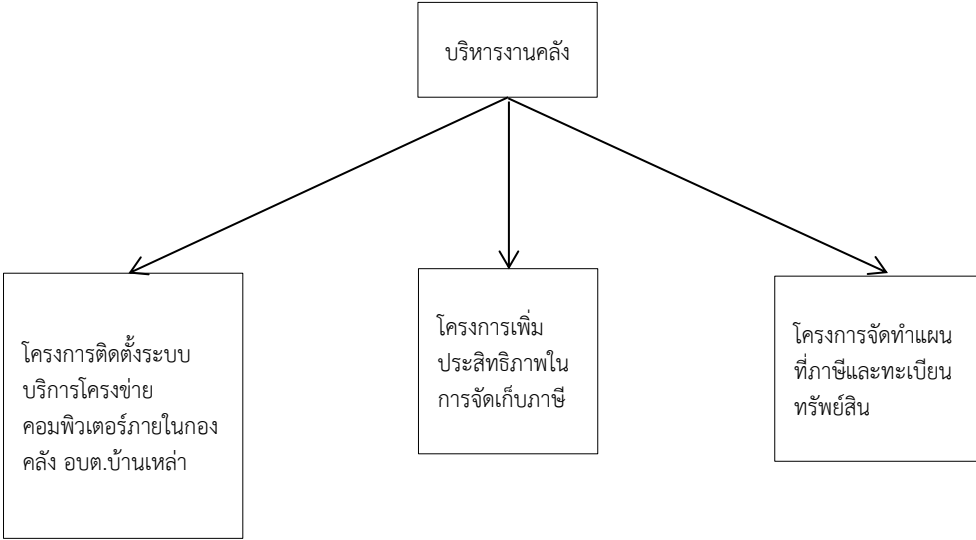 บริหารงานคลัง
โครงการติดตั้งระบบ
บริการโครงข่าย
คอมพิวเตอร์ภายในกอง
คลัง อบต.บ้านเหล่า
โครงการเพิ่ม
ประสิทธิภาพใน
การจัดเก็บภาษี
โครงการจัดทำแผน
ที่ภาษีและทะเบียน
ทรัพย์สิน